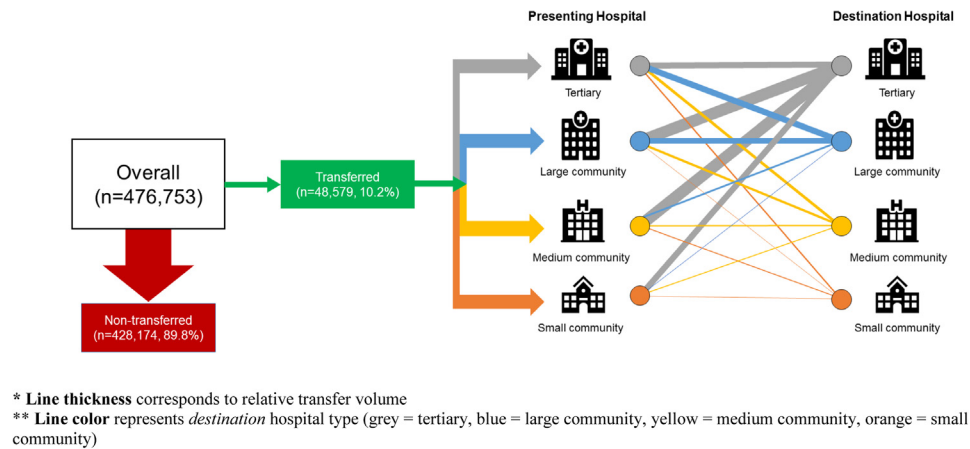 Presenting Hospital
Destination Hospital
Tertiary
Tertiary
Large community
Large community
Overall
(n=476,753)
Transferred
(n=48,579, 10.2%)
H
H
Medium community
Medium community
Non-transferred
(n=428,174, 89.8%)
Small community
Small community
* Line thickness corresponds to relative transfer volume
** Line color represents destination hospital type (grey = tertiary, blue = large community, yellow = medium community, orange = small
community)